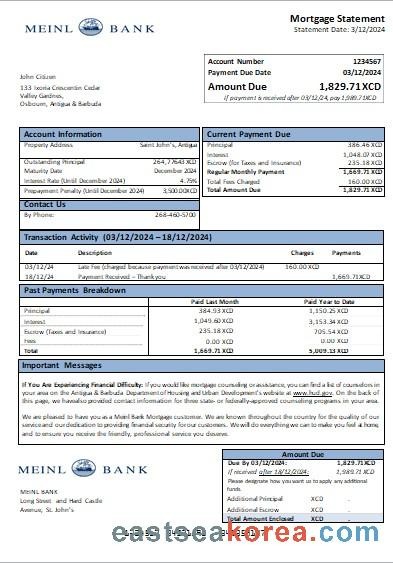 MEINL BANK
Mortgage Statement
Statement Date: 3/12/2024
Account Number 1234567
Payment Due Date 03/12/2024
Amount Due 1,829.71XCD
If payment is received after 03/12/24, pay 1,989.71XCD
John Citizen
133 Ixoria Crescentin Cedar
Valley Gardnes,
Osbourn, Antigua & Barbuda
Account Information
Property Address Saint John's, Antigua
Outstanding Principal 264,77643 XCD
Maturity Date December 2024
Interest Rate (Until December 2024) 4.75%
Prepayment Penalty (Until December 2024) 3,500.00XCD
Contact Us
By Phone: 268-460-5700
Current Payment Due
Principal 386.46 XCD
Interest 1,048.07 XCD
Escrow (for Taxes and Insurance) 235.18 XCD
Regular Monthly Payment 1,669.71 XCD
Total Fees Charged 160.00 XCD
Total Amount Due 1,829.71 XCD
Transaction Activity (03/12/2024 – 18/12/2024)
Date Description Charges Payments
03/12/24 Late Fee (charged because payment was received after 03/12/2024) 160.00 XCD
18/12/24 Payment Received – Thank you 1,669.71XCD
Past Payments Breakdown
Paid Last Month Paid Year to Date
Principal 384.93 XCD 1,150.25 XCD
Interest 1,049.60 XCD 3,153.34 XCD
Escrow (Taxes and Insurance) 235.18 XCD 705.54 XCD
Fees 0.00 XCD 0.00 XCD
Total 1,669.71 XCD 5,009.13 XCD
Important Messages
If You Are Experiencing Financial Difficulty: If you would like mortgage counseling or assistance, you can find a list of counselors in
your area on the Antigua & Barbuda Department of Housing and Urban Development's website at www.hud.gov. On the back of
this page, we have also provided contact information for three state- or federally-approved counseling programs in your area.
We are pleased to have you as a Meinl Bank Mortgage customer. We are known throughout the country for the quality of our
service and our dedication to providing financial security for our customers. We will do everything we can to make you feel at home
and to ensure you receive the friendly, professional service you deserve.
MEINL BANK
MEINL BANK
Long Street and Hard Castle
Avenue, St. John's
Amount Due
Due By 03/12/2024: 1,829.71XCD
If received after 18/12/2024: 1,989.71 XCD
Please designate how you want us to apply any additional
funds.
Additional Principal XCD .
Additional Escrow XCD .
Total Amount Enclosed XCD .
eastseakorea.com